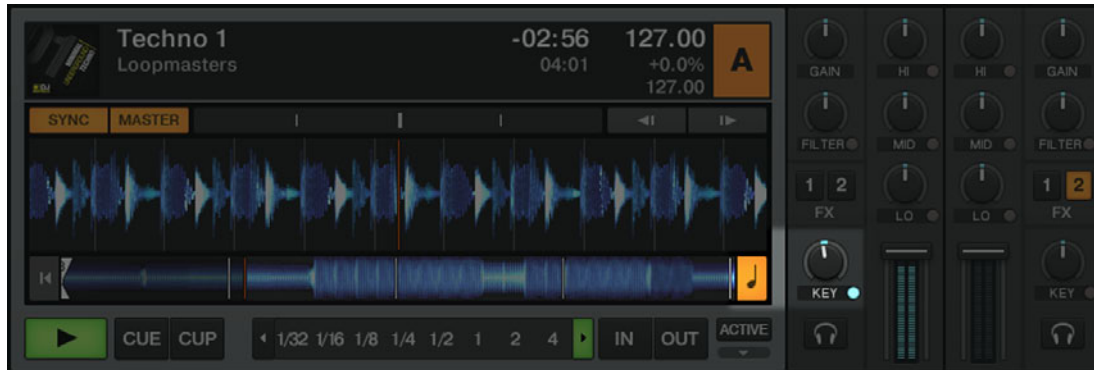 Techno 1
Loopmasters
-02:56
04:01
127.00
+0.0%
127.00
A
SYNC MASTER
CUE CUP
1/32 1/16 1/8 1/4 1/2 1 2 4
IN OUT
ACTIVE
GAIN HI HI GAIN
FILTER MID MID FILTER
1 2 1 2
FX LO LO FX
KEY KEY